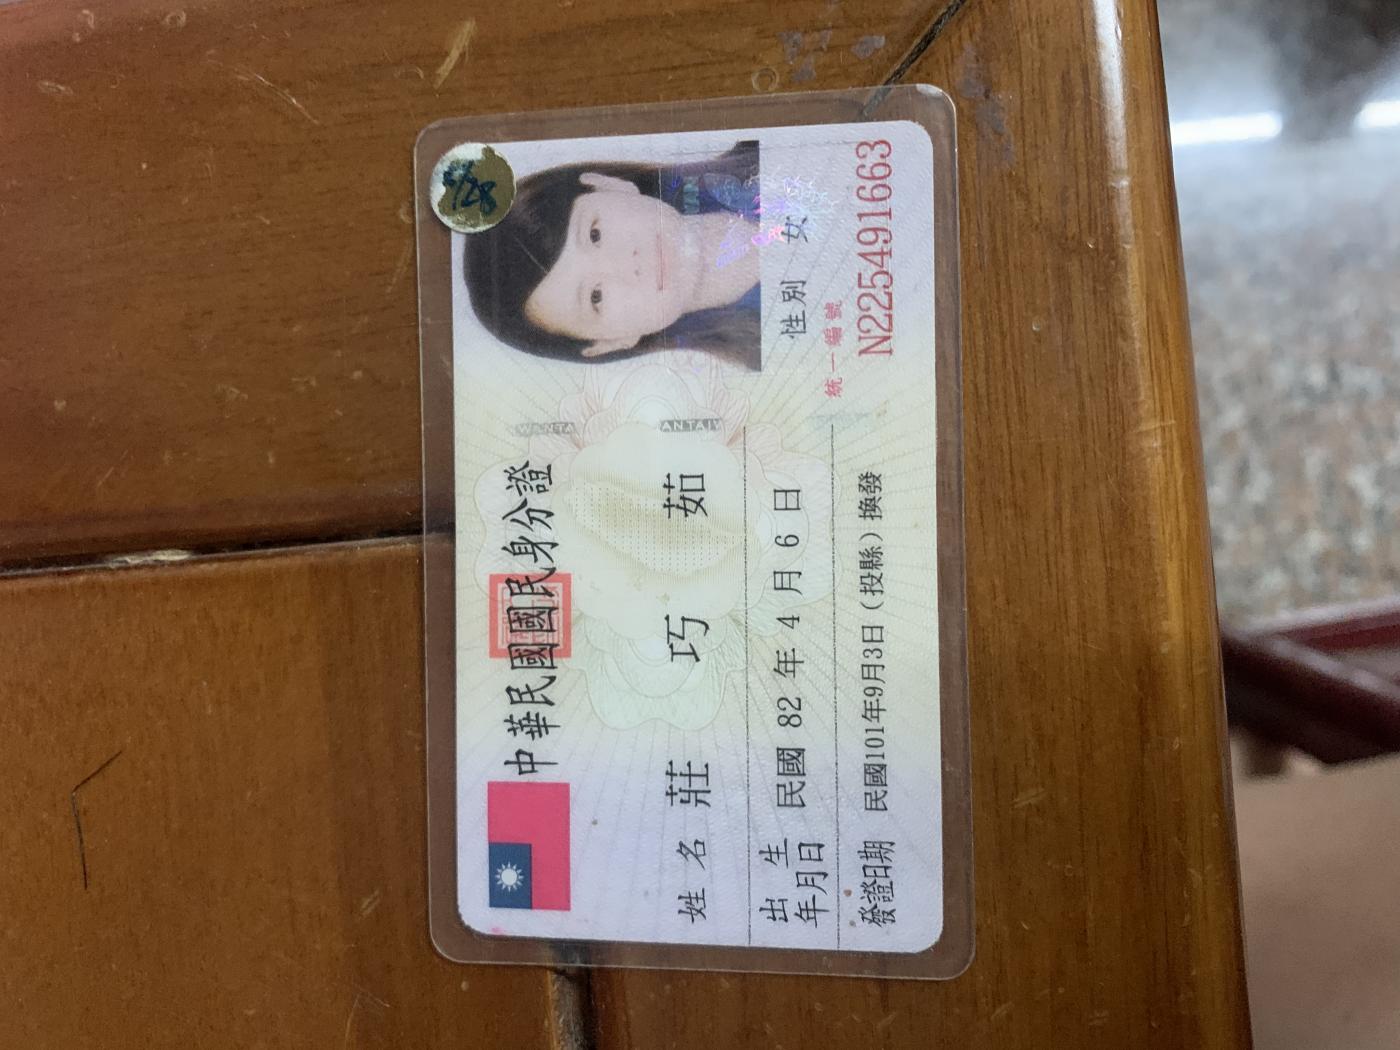 中華民國國民身分證
姓名 莊巧茹
出生年月日 民國 82 年 4 月 6 日
性別 女
發證日期 民國101年9月3日（投縣）換發
統一編號
N225491663